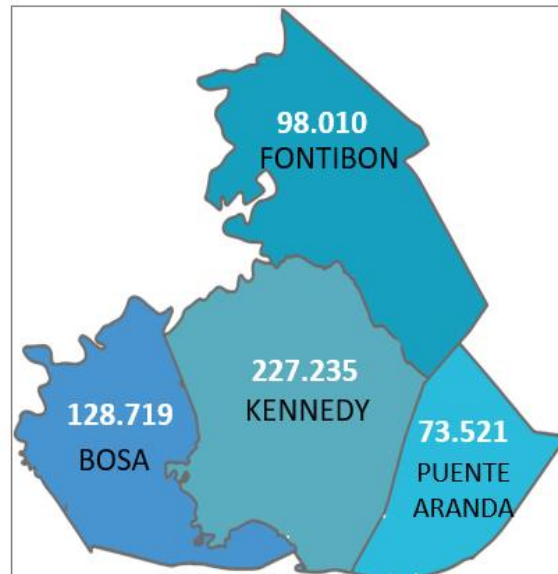 98.010
FONTIBON
227.235
KENNEDY
128.719
BOSA
73.521
PUENTE
ARANDA